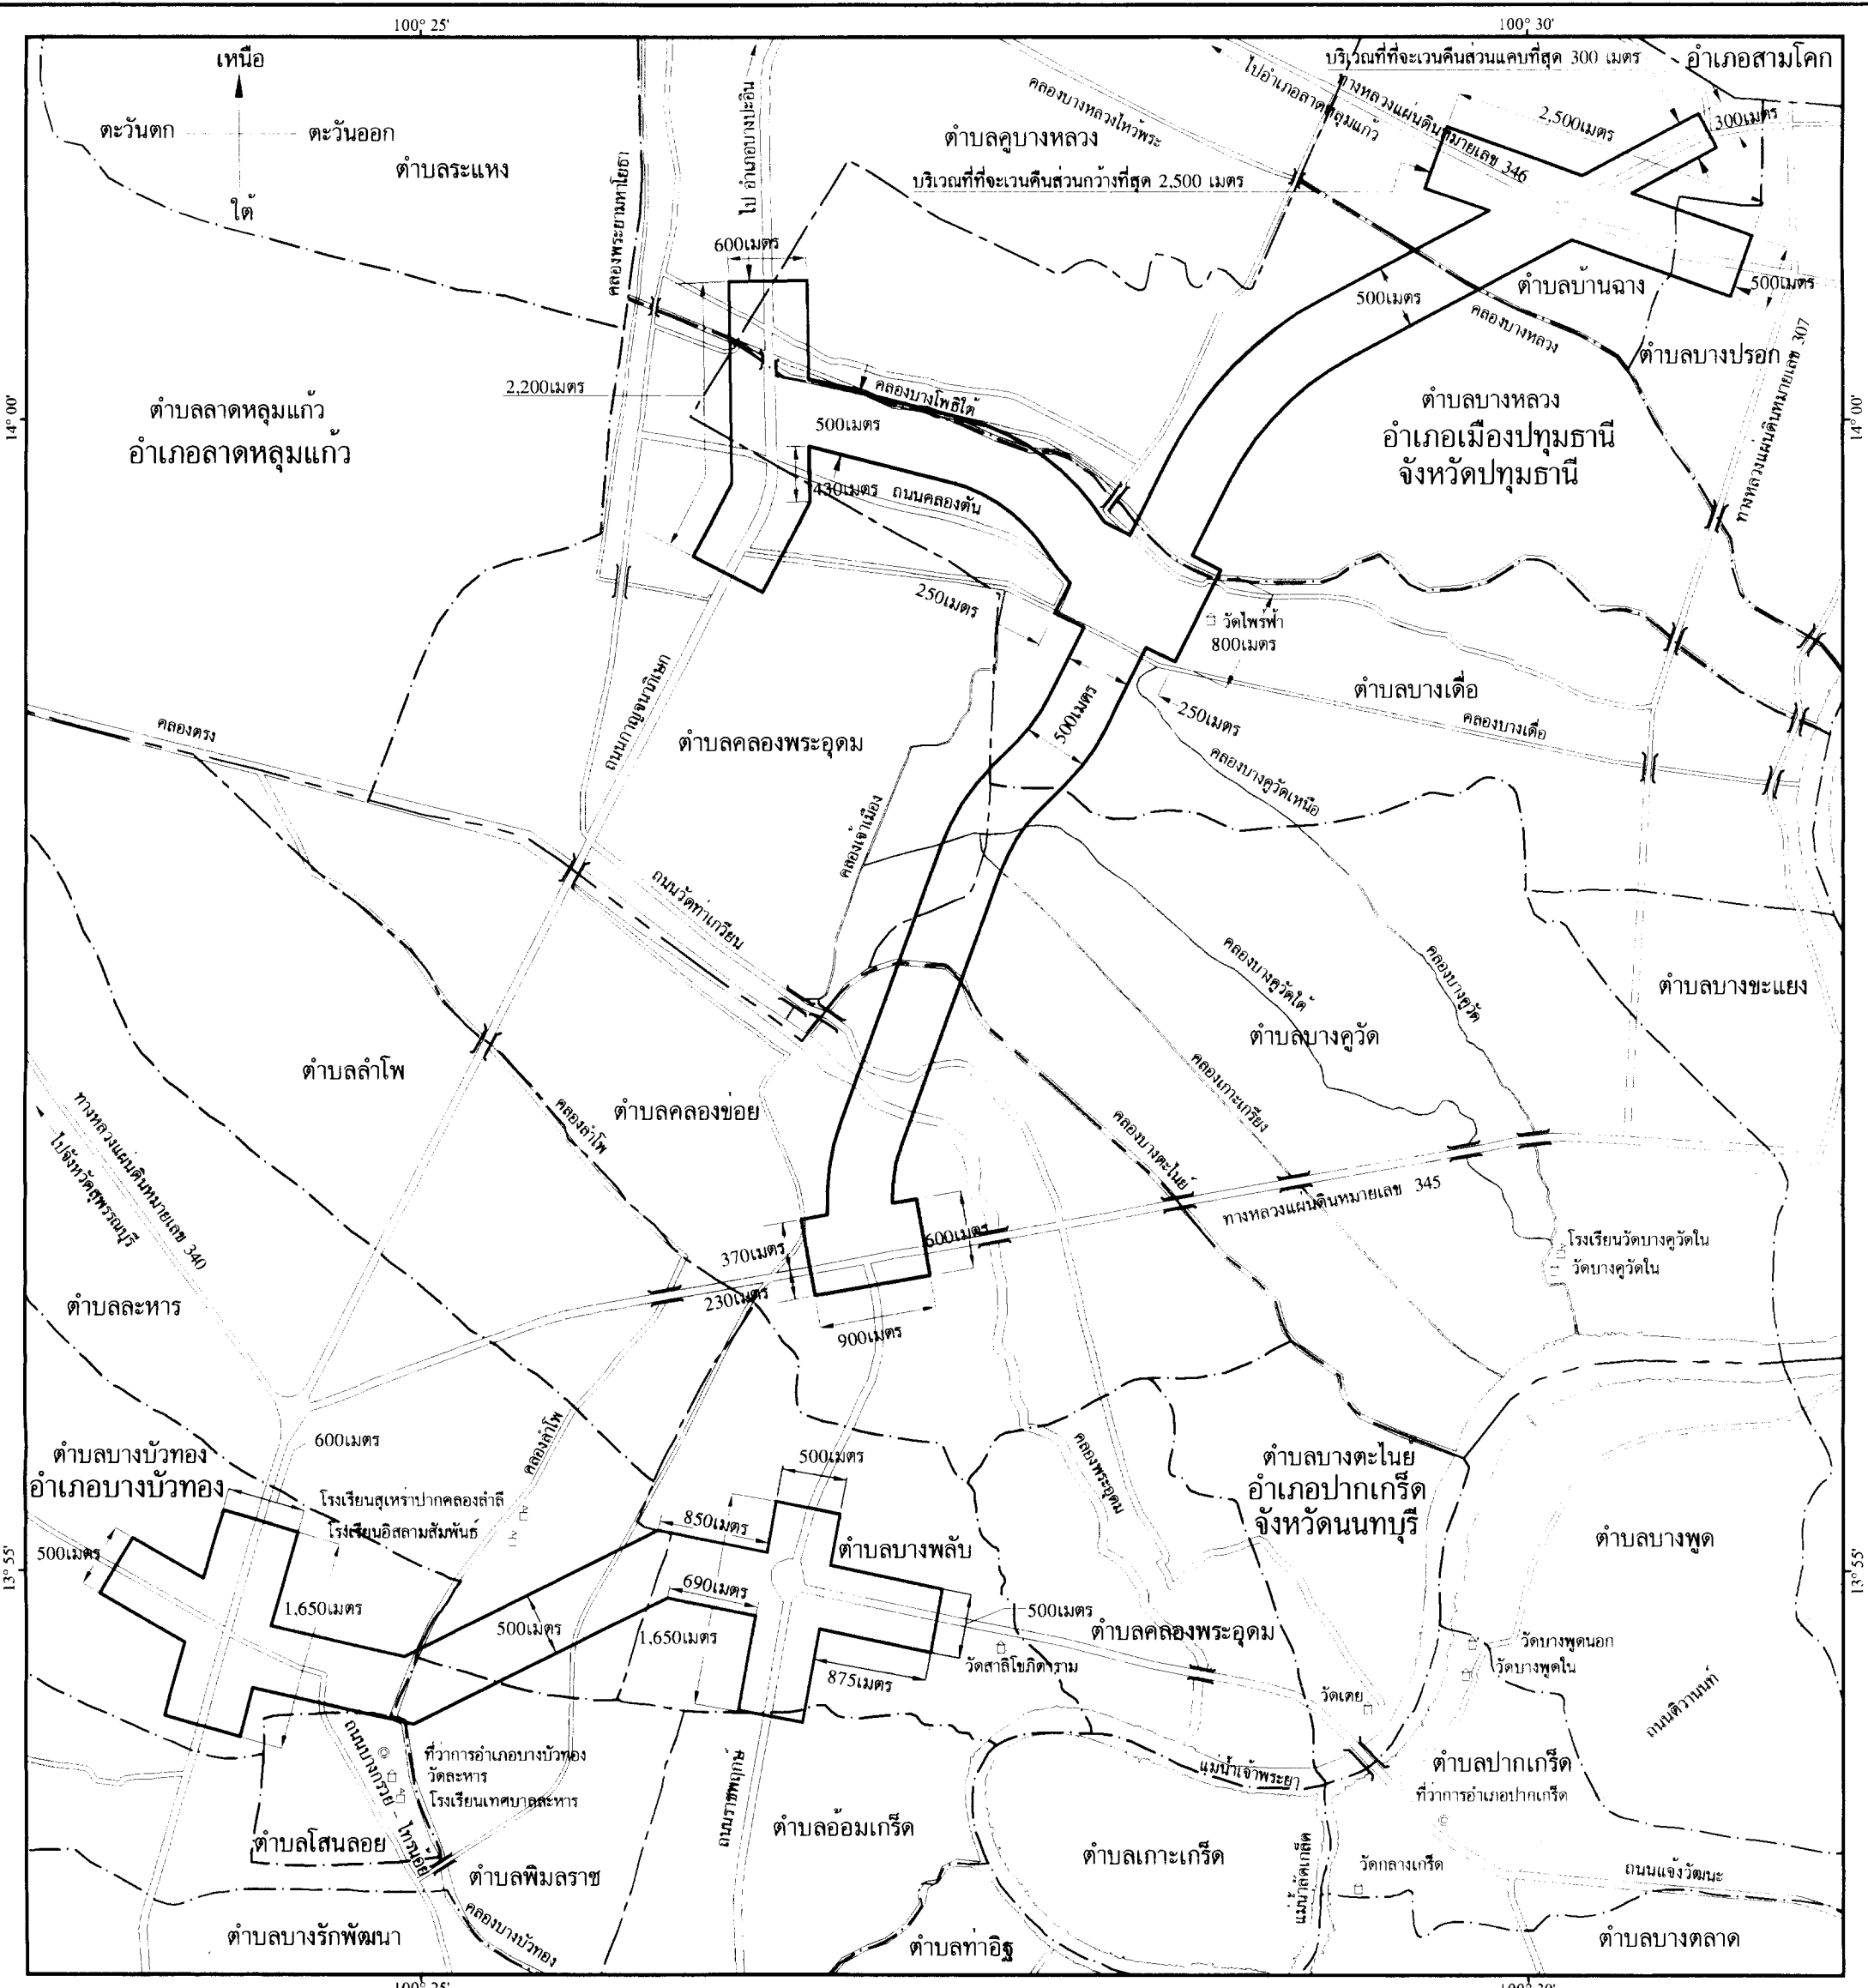 100° 25'
100° 30'
เหนือ
ตะวันตก
ตะวันออก
ใต้
ตำบลระแหง
คลองพระยามหาโยธา
ไป อำเภอบางปะอิน
ตำบลคูบางหลวง
คลองบางหลวงไหว้พระ
ไปอำเภอลาดหลุมแก้ว
ทางหลวงแผ่นดินหมายเลข 346
บริเวณที่ที่จะเวนคืนส่วนแคบที่สุด 300 เมตร
อำเภอสามโคก
2,500เมตร
300เมตร
บริเวณที่ที่จะเวนคืนส่วนกว้างที่สุด 2,500 เมตร
600เมตร
500เมตร
ตำบลบ้านฉาง
500เมตร
คลองบางหลวง
ตำบลบางปรอก
ทางหลวงแผ่นดินหมายเลข 307
2,200เมตร
คลองบางโพธิ์ใต้
14° 00'
ตำบลลาดหลุมแก้ว
อำเภอลาดหลุมแก้ว
500เมตร
ตำบลบางหลวง
อำเภอเมืองปทุมธานี
จังหวัดปทุมธานี
14° 00'
430เมตร
ถนนคลองตัน
250เมตร
วัดไพร่ฟ้า
800เมตร
ถนนกาญจนาภิเษก
ตำบลบางเดื่อ
คลองบางเดื่อ
500เมตร
250เมตร
คลองตรง
ตำบลคลองพระอุดม
คลองบางคูวัดเหนือ
คลองเจ้าเมือง
ถนนวัดท่าเกวียน
คลองบางคูวัดใต้
คลองบางคูวัด
ตำบลบางขะแยง
ตำบลบางคูวัด
คลองเกาะเกรียง
ตำบลลำโพ
ตำบลคลองข่อย
คลองลำโพ
คลองบางตะไนย์
ทางหลวงแผ่นดินหมายเลข 345
ทางหลวงแผ่นดินหมายเลข 340
ไปจังหวัดสุพรรณบุรี
370เมตร
600เมตร
230เมตร
900เมตร
โรงเรียนวัดบางคูวัดใน
วัดบางคูวัดใน
ตำบลละหาร
คลองลำโพ
คลองพระอุดม
ตำบลบางบัวทอง
อำเภอบางบัวทอง
600เมตร
โรงเรียนสุเหร่าปากคลองลำลี
โรงเรียนอิสลามสัมพันธ์
500เมตร
ตำบลบางตะไนย์
อำเภอปากเกร็ด
จังหวัดนนทบุรี
850เมตร
ตำบลบางพลับ
ตำบลบางพูด
13° 55'
500เมตร
1,650เมตร
690เมตร
500เมตร
1,650เมตร
500เมตร
13° 55'
ตำบลคลองพระอุดม
วัดสาลีโขภิตาราม
875เมตร
วัดบางพูดนอก
วัดบางพูดใน
วัดเตย
ถนนติวานนท์
ถนนบางกรวย - ไทรน้อย
ที่ว่าการอำเภอบางบัวทอง
วัดละหาร
โรงเรียนเทศบาลละหาร
ถนนราชพฤกษ์
แม่น้ำเจ้าพระยา
ตำบลปากเกร็ด
ที่ว่าการอำเภอปากเกร็ด
ตำบลโสนลอย
ตำบลพิมลราช
ตำบลอ้อมเกร็ด
ตำบลเกาะเกร็ด
แม่น้ำลัดเกล็ด
วัดกลางเกร็ด
ถนนแจ้งวัฒนะ
ตำบลบางรักพัฒนา
คลองบางบัวทอง
ตำบลท่าอิฐ
ตำบลบางตลาด
100° 25'
100° 30'